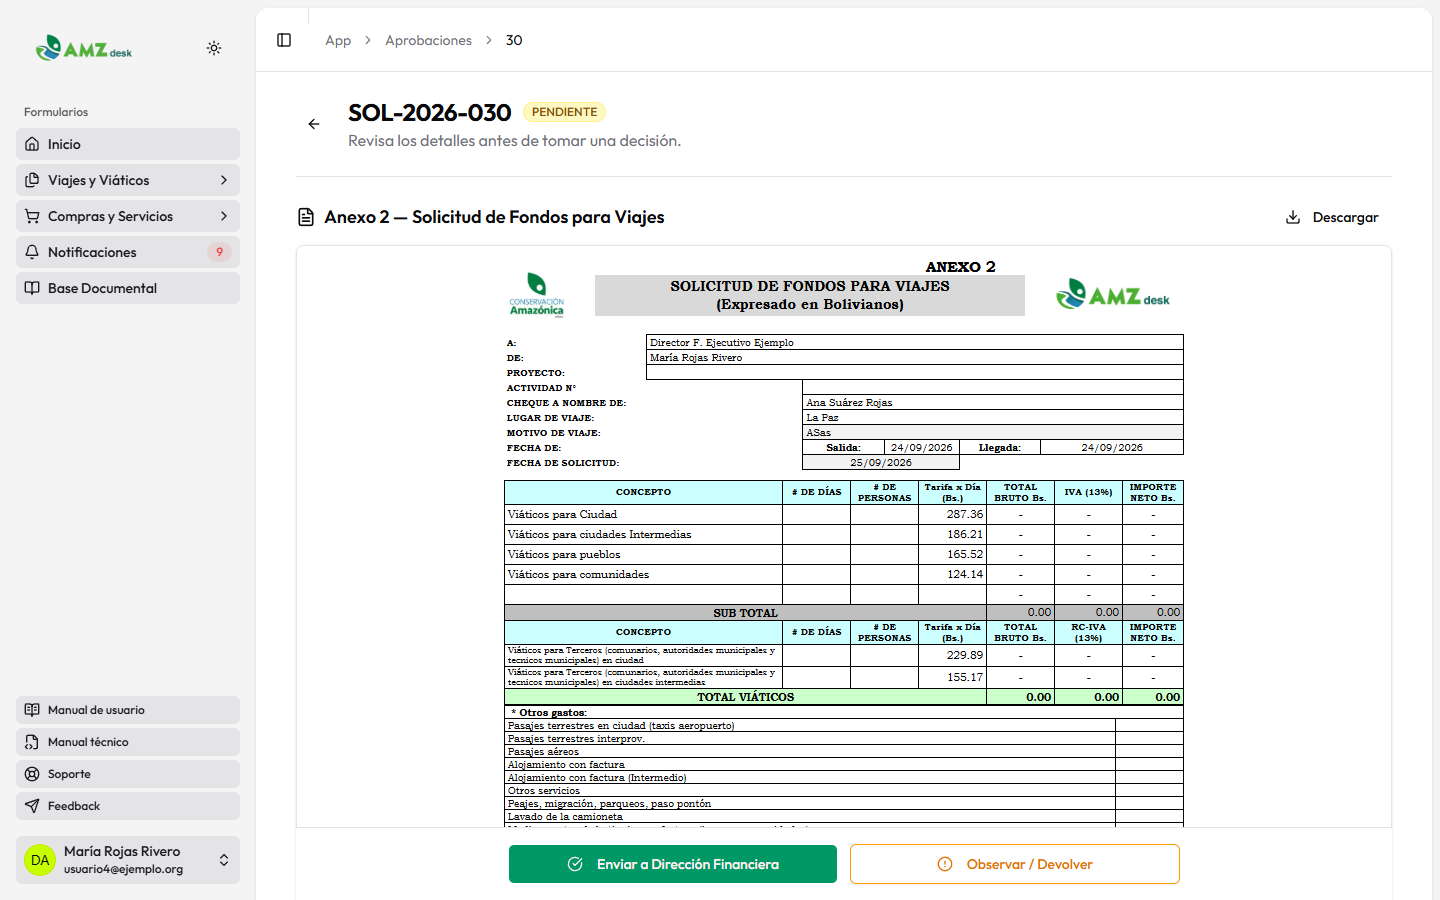 AMZ desk
Formularios
Inicio
Viajes y Viáticos
Compras y Servicios
Notificaciones 9
Base Documental
Manual de usuario
Manual técnico
Soporte
Feedback
DA
María Rojas Rivero
usuario4@ejemplo.org
App > Aprobaciones > 30
SOL-2026-030 PENDIENTE
Revisa los detalles antes de tomar una decisión.
Anexo 2 — Solicitud de Fondos para Viajes
Descargar
ANEXO 2
CONSERVACIÓN
Amazónica
SOLICITUD DE FONDOS PARA VIAJES
(Expresado en Bolivianos)
AMZ desk
A: Director F. Ejecutivo Ejemplo
DE: María Rojas Rivero
PROYECTO:
ACTIVIDAD N°
CHEQUE A NOMBRE DE: Ana Suárez Rojas
LUGAR DE VIAJE: La Paz
MOTIVO DE VIAJE: ASas
FECHA DE: Salida: 24/09/2026 Llegada: 24/09/2026
FECHA DE SOLICITUD: 25/09/2026
CONCEPTO # DE DÍAS # DE PERSONAS Tarifa x Día (Bs.) TOTAL BRUTO Bs. IVA (13%) IMPORTE NETO Bs.
Viáticos para Ciudad 287.36 - - -
Viáticos para ciudades Intermedias 186.21 - - -
Viáticos para pueblos 165.52 - - -
Viáticos para comunidades 124.14 - - -
- - -
SUB TOTAL 0.00 0.00 0.00
CONCEPTO # DE DÍAS # DE PERSONAS Tarifa x Día (Bs.) TOTAL BRUTO Bs. RC-IVA (13%) IMPORTE NETO Bs.
Viáticos para Terceros (comunarios, autoridades municipales y
tecnicos municipales) en ciudad 229.89 - - -
Viáticos para Terceros (comunarios, autoridades municipales y
tecnicos municipales) en ciudades intermedias 155.17 - - -
TOTAL VIÁTICOS 0.00 0.00 0.00
* Otros gastos:
Pasajes terrestres en ciudad (taxis aeropuerto)
Pasajes terrestres interprov.
Pasajes aéreos
Alojamiento con factura
Alojamiento con factura (Intermedio)
Otros servicios
Peajes, migración, parqueos, paso pontón
Lavado de la camioneta
Enviar a Dirección Financiera
Observar / Devolver